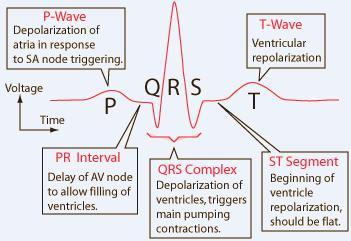 P-Wave
Depolarization of
atria in response
to SA node triggering.
T-Wave
Ventricular
repolarization
Q R S
Voltage
P
T
Time
PR Interval
Delay of AV node
to allow filling of
ventricles.
QRS Complex
Depolarization of
ventricles, triggers
main pumping
contractions.
ST Segment
Beginning of
ventricle
repolarization,
should be flat.